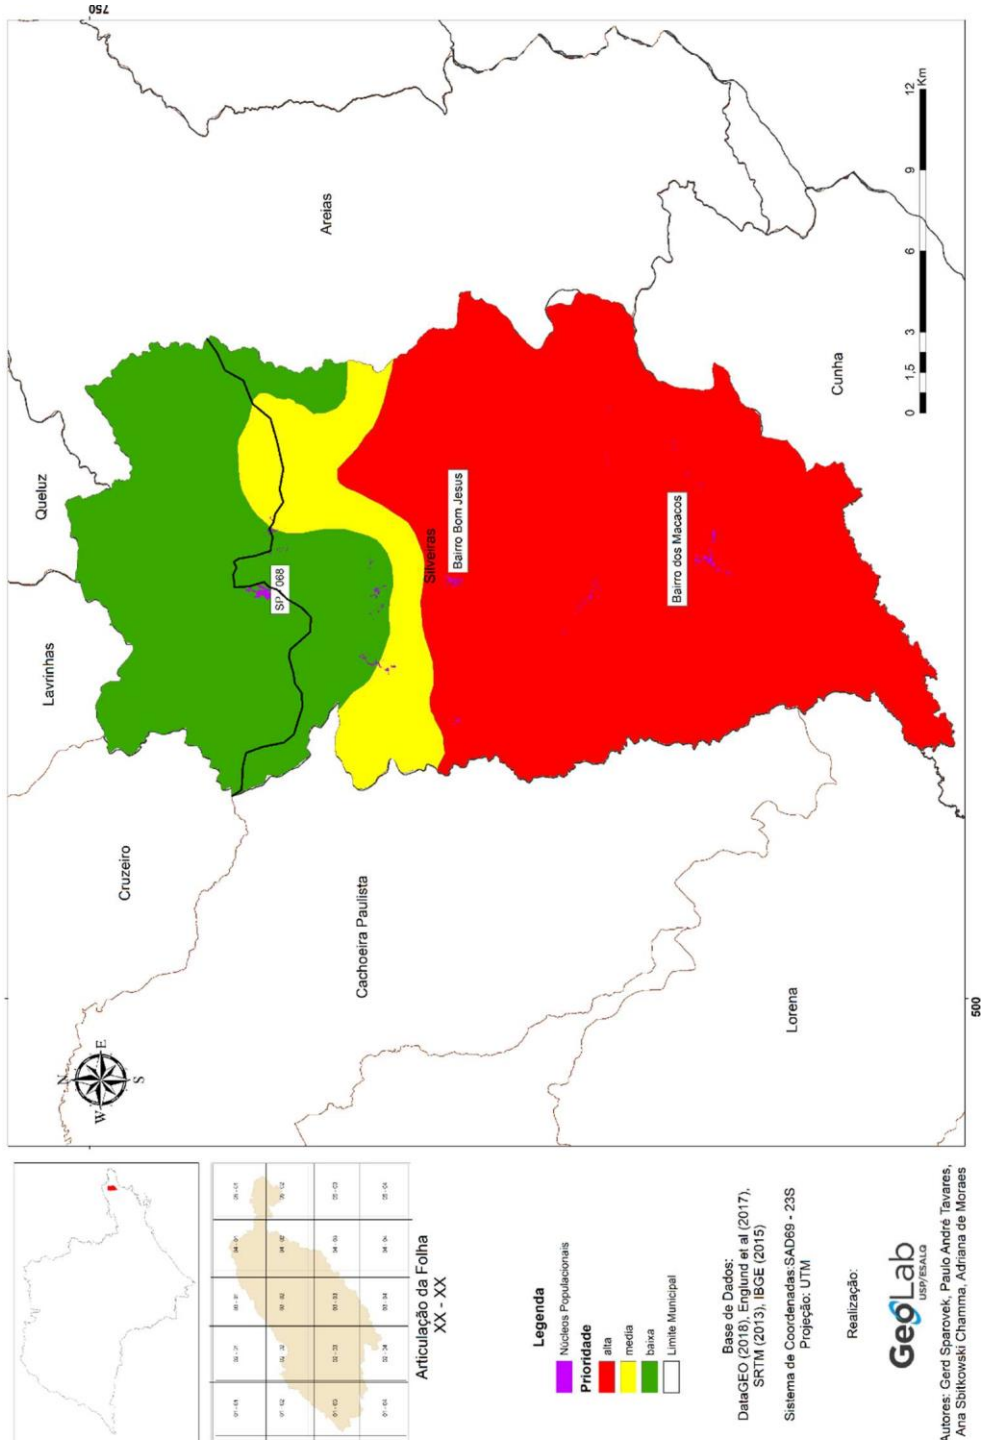 750
500
Queluz
Lavrinhas
Cruzeiro
Areias
SP - 068
Silveiras
Bairro Bom Jesus
Cachoeira Paulista
Bairro dos Macacos
Cunha
Lorena
N
W
E
S
0 1,5 3 6 9 12
Km
Articulação da Folha
XX - XX
Legenda
Núcleos Populacionais
Prioridade
alta
media
baixa
Limite Municipal
Base de Dados:
DataGEO (2018), Englund et al (2017),
SRTM (2013), IBGE (2015)
Sistema de Coordenadas:SAD69 - 23S
Projeção: UTM
Realização:
GeoLab
USP/ESALQ
Autores: Gerd Sparovek, Paulo André Tavares,
Ana Sbitkowski Chamma, Adriana de Moraes